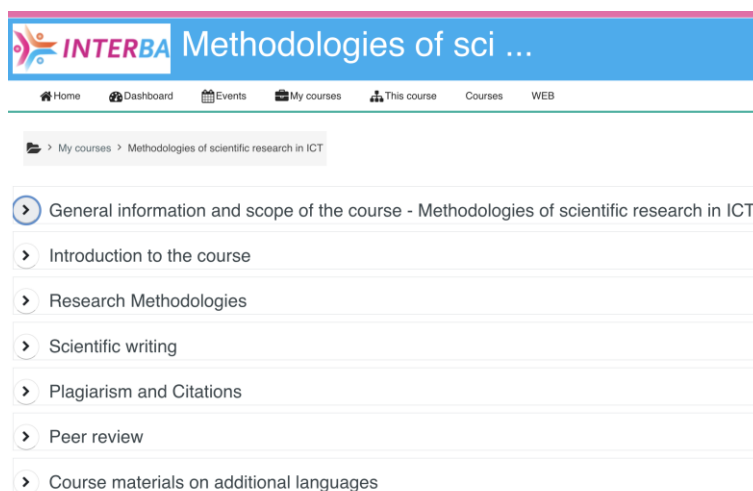 INTERBA Methodologies of sci ...
Home Dashboard Events My courses This course Courses WEB
> My courses > Methodologies of scientific research in ICT
General information and scope of the course - Methodologies of scientific research in ICT
Introduction to the course
Research Methodologies
Scientific writing
Plagiarism and Citations
Peer review
Course materials on additional languages